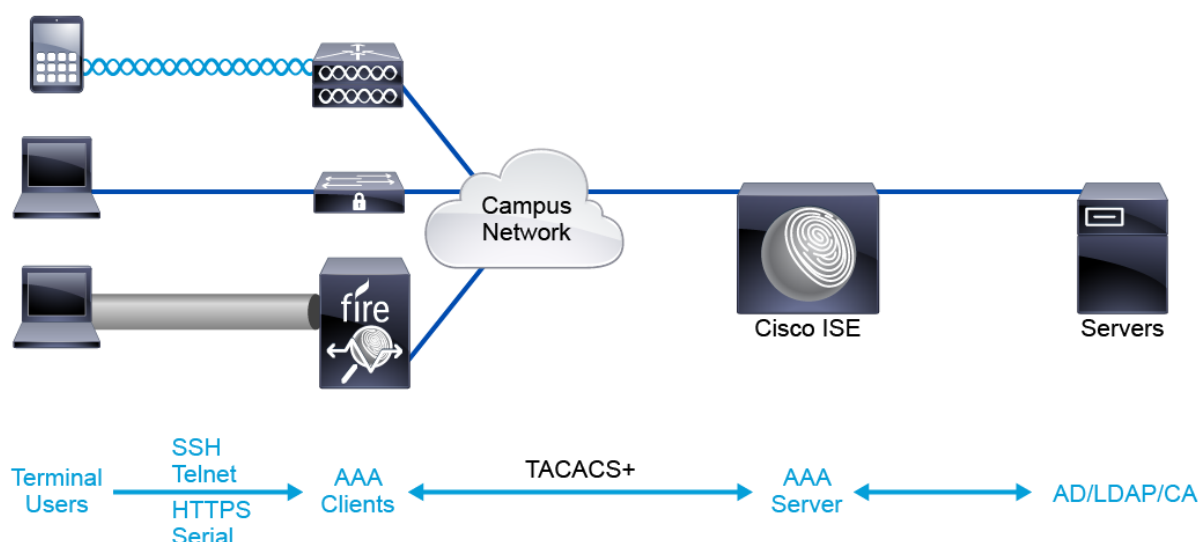 Campus
Network
fire
Cisco ISE
Servers
Terminal
Users
SSH
Telnet
HTTPS
Serial
AAA
Clients
TACACS+
AAA
Server
AD/LDAP/CA